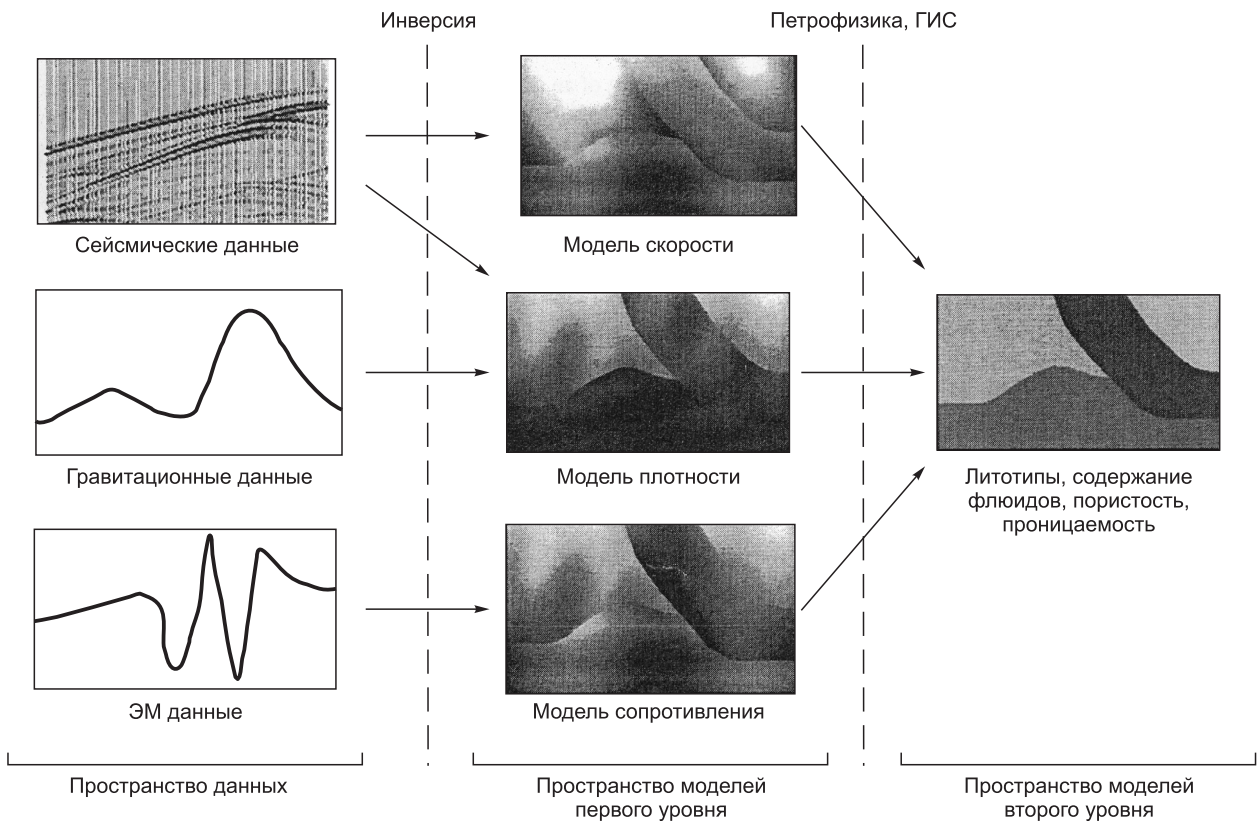 Инверсия
Петрофизика, ГИС
Сейсмические данные
Модель скорости
Гравитационные данные
Модель плотности
Литотипы, содержание
флюидов, пористость,
проницаемость
ЭМ данные
Модель сопротивления
Пространство данных
Пространство моделей
первого уровня
Пространство моделей
второго уровня